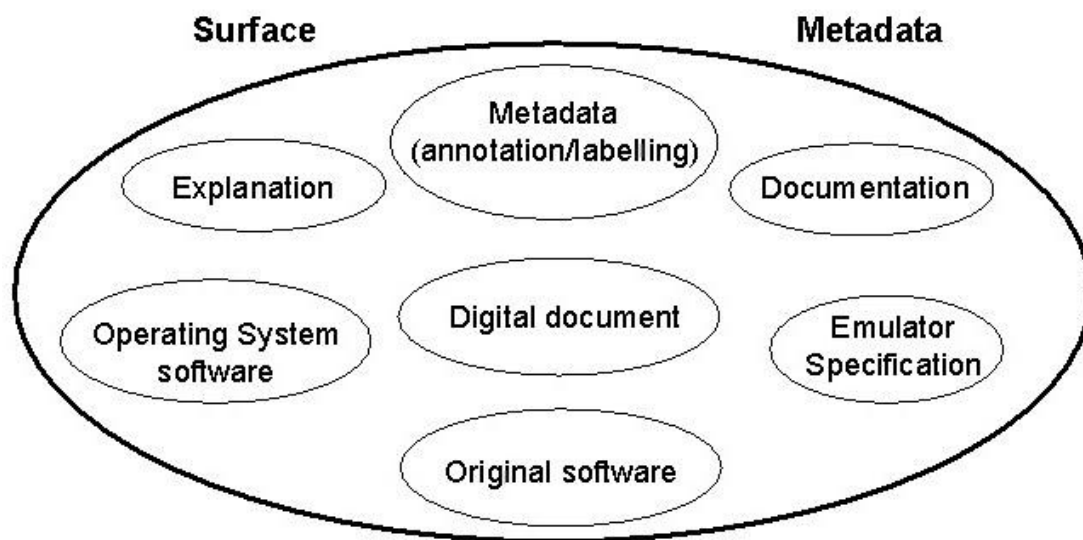 Surface
Metadata
Metadata
(annotation/labelling)
Explanation
Documentation
Operating System
software
Digital document
Emulator
Specification
Original software